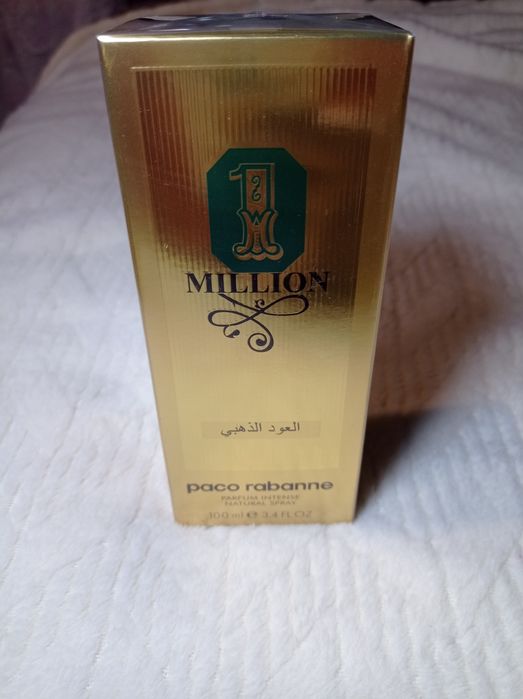 1
MILLION
العود الذهبي
paco rabanne
PARFUM INTENSE
NATURAL SPRAY
100 ml e 3.4 FL OZ